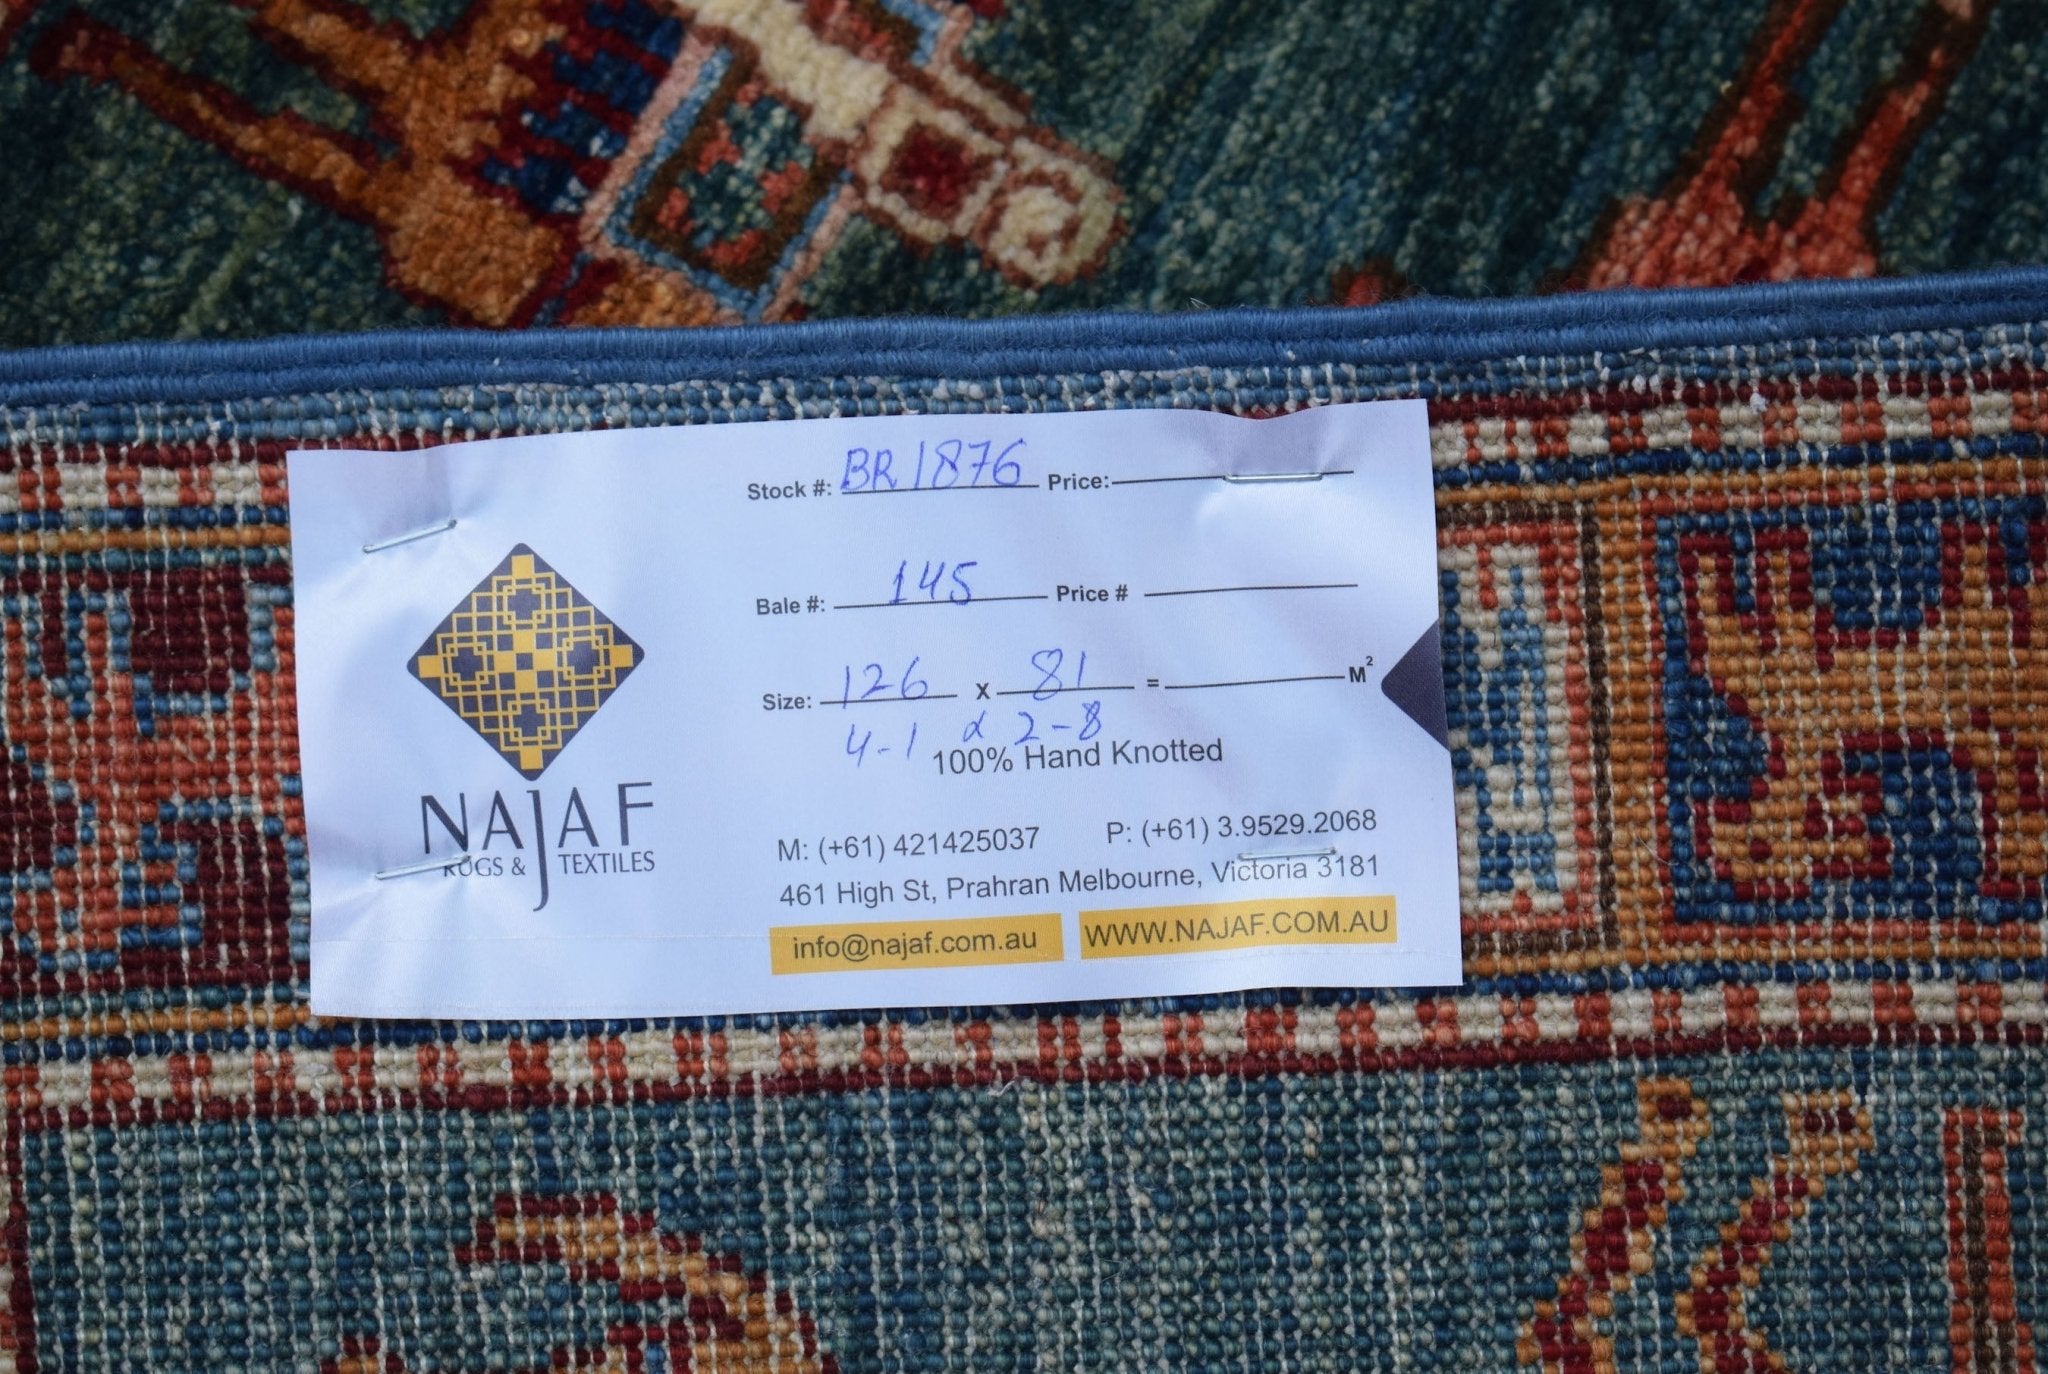 Stock #: BR1876 Price:
Bale #: 145 Price #
Size: 126 x 81 = M²
4-1 x 2-8
100% Hand Knotted
NAJAF
RUGS & TEXTILES
M: (+61) 421425037 P: (+61) 3.9529.2068
461 High St, Prahran Melbourne, Victoria 3181
info@najaf.com.au WWW.NAJAF.COM.AU